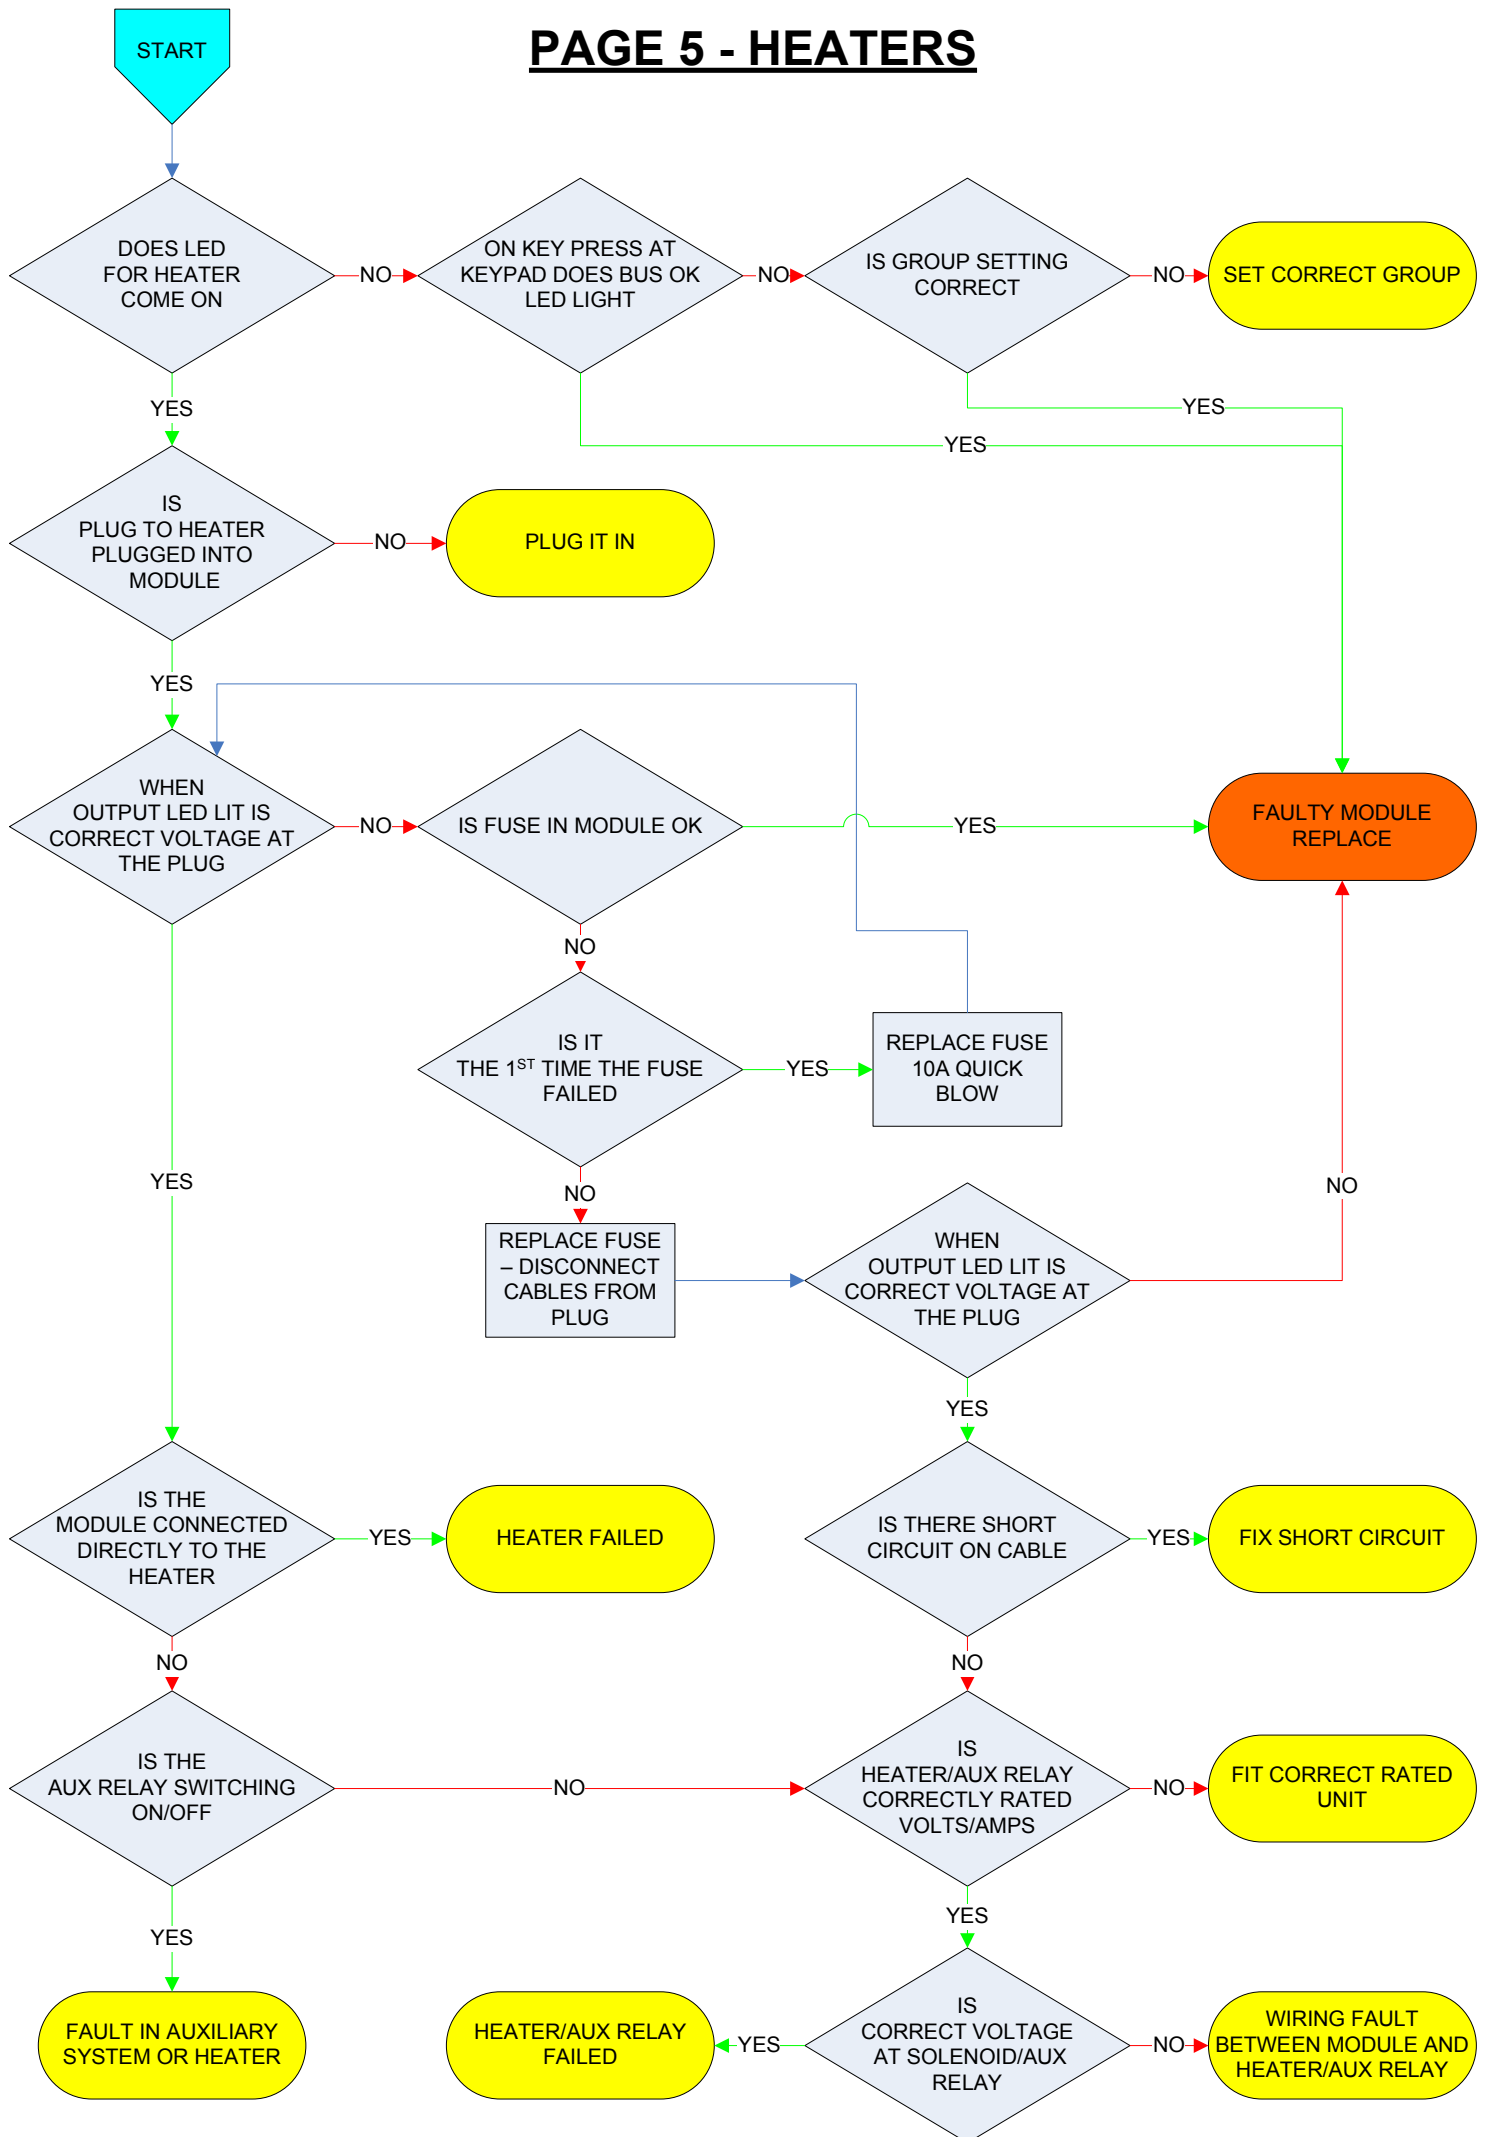 PAGE 5 - HEATERS
START
DOES LED
FOR HEATER
COME ON
NO
ON KEY PRESS AT
KEYPAD DOES BUS OK
LED LIGHT
NO
IS GROUP SETTING
CORRECT
NO
SET CORRECT GROUP
YES
YES
YES
IS
PLUG TO HEATER
PLUGGED INTO
MODULE
NO
PLUG IT IN
YES
WHEN
OUTPUT LED LIT IS
CORRECT VOLTAGE AT
THE PLUG
NO
IS FUSE IN MODULE OK
YES
FAULTY MODULE
REPLACE
NO
IS IT
THE 1ST TIME THE FUSE
FAILED
YES
REPLACE FUSE
10A QUICK
BLOW
YES
NO
NO
REPLACE FUSE
– DISCONNECT
CABLES FROM
PLUG
WHEN
OUTPUT LED LIT IS
CORRECT VOLTAGE AT
THE PLUG
YES
IS THE
MODULE CONNECTED
DIRECTLY TO THE
HEATER
YES
HEATER FAILED
IS THERE SHORT
CIRCUIT ON CABLE
YES
FIX SHORT CIRCUIT
NO
NO
IS THE
AUX RELAY SWITCHING
ON/OFF
NO
IS
HEATER/AUX RELAY
CORRECTLY RATED
VOLTS/AMPS
NO
FIT CORRECT RATED
UNIT
YES
YES
FAULT IN AUXILIARY
SYSTEM OR HEATER
HEATER/AUX RELAY
FAILED
YES
IS
CORRECT VOLTAGE
AT SOLENOID/AUX
RELAY
NO
WIRING FAULT
BETWEEN MODULE AND
HEATER/AUX RELAY